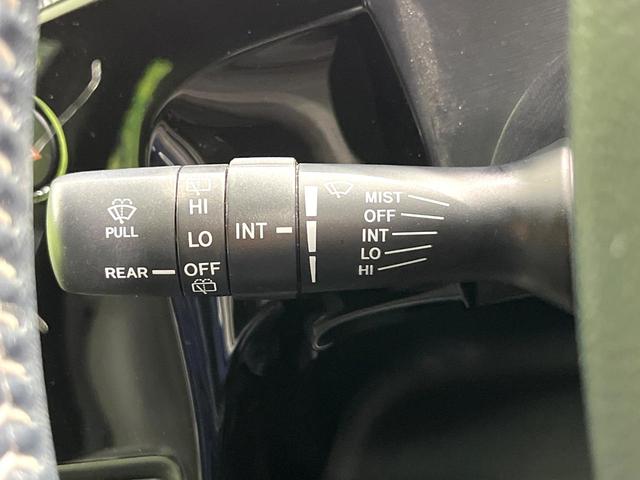 PULL
REAR
HI
LO
OFF
INT
MIST
OFF
INT
LO
HI